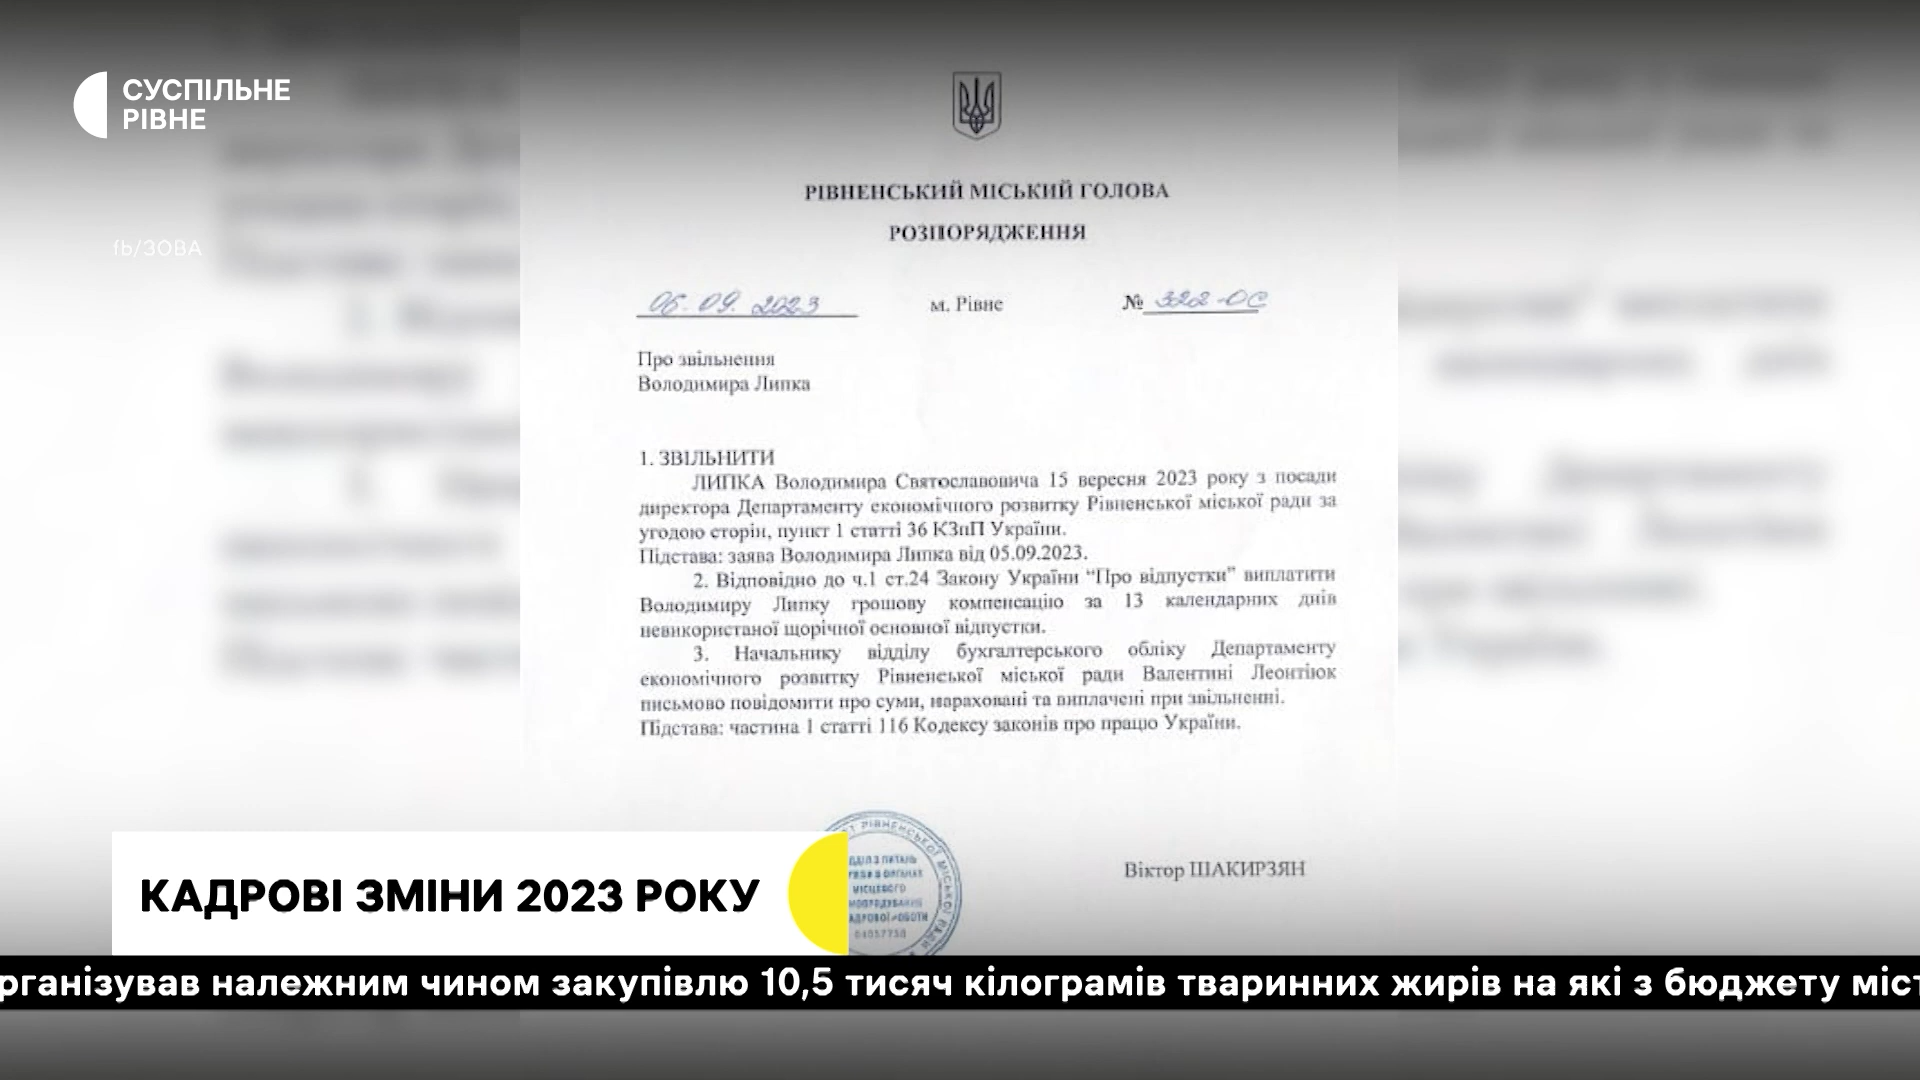 СУСПІЛЬНЕ
РІВНЕ
fb/ЗОВА
РІВНЕНСЬКИЙ МІСЬКИЙ ГОЛОВА
РОЗПОРЯДЖЕННЯ
06.09.2023 м. Рівне № 322-ОС
Про звільнення
Володимира Липка
1. ЗВІЛЬНИТИ
ЛИПКА Володимира Святославовича 15 вересня 2023 року з посади
директора Департаменту економічного розвитку Рівненської міської ради за
угодою сторін, пункт 1 статті 36 КЗпП України.
Підстава: заява Володимира Липка від 05.09.2023.
2. Відповідно до ч.1 ст.24 Закону України “Про відпустки” виплатити
Володимиру Липку грошову компенсацію за 13 календарних днів
невикористаної щорічної основної відпустки.
3. Начальнику відділу бухгалтерського обліку Департаменту
економічного розвитку Рівненської міської ради Валентині Леонтіюк
письмово повідомити про суми, нараховані та виплачені при звільненні.
Підстава: частина 1 статті 116 Кодексу законів про працю України.
РІВНЕНСЬКОЇ МІСЬКОЇ РАДИ
З ПИТАНЬ
МІСЦЕВОГО
04057758
Віктор ШАКИРЗЯН
КАДРОВІ ЗМІНИ 2023 РОКУ
рганізував належним чином закупівлю 10,5 тисяч кілограмів тваринних жирів на які з бюджету міст